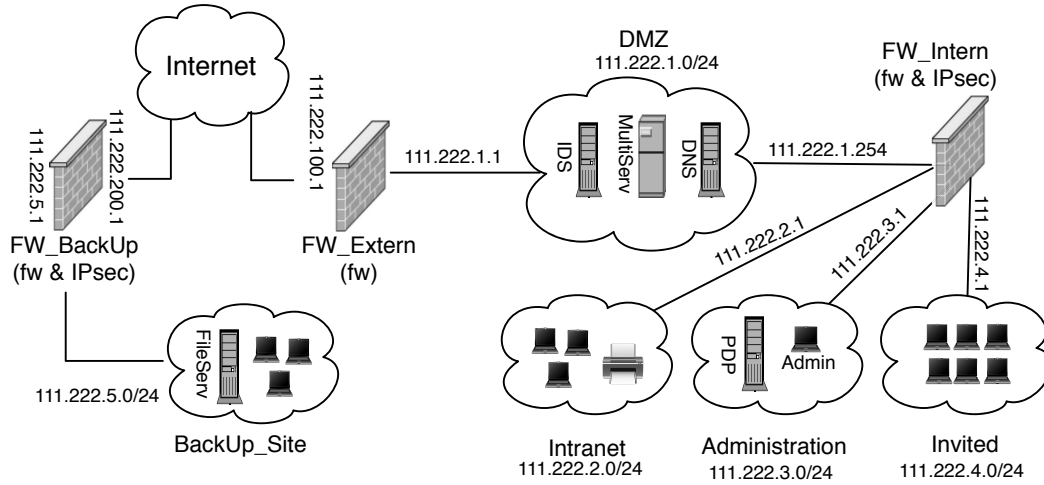 Internet
DMZ
111.222.1.0/24
FW_Intern
(fw & IPsec)
111.222.5.1
111.222.200.1
111.222.100.1
111.222.1.1
IDS
MultiServ
DNS
111.222.1.254
FW_BackUp
(fw & IPsec)
FW_Extern
(fw)
111.222.2.1
111.222.3.1
111.222.4.1
FileServ
111.222.5.0/24
BackUp_Site
PDP
Admin
Intranet
111.222.2.0/24
Administration
111.222.3.0/24
Invited
111.222.4.0/24